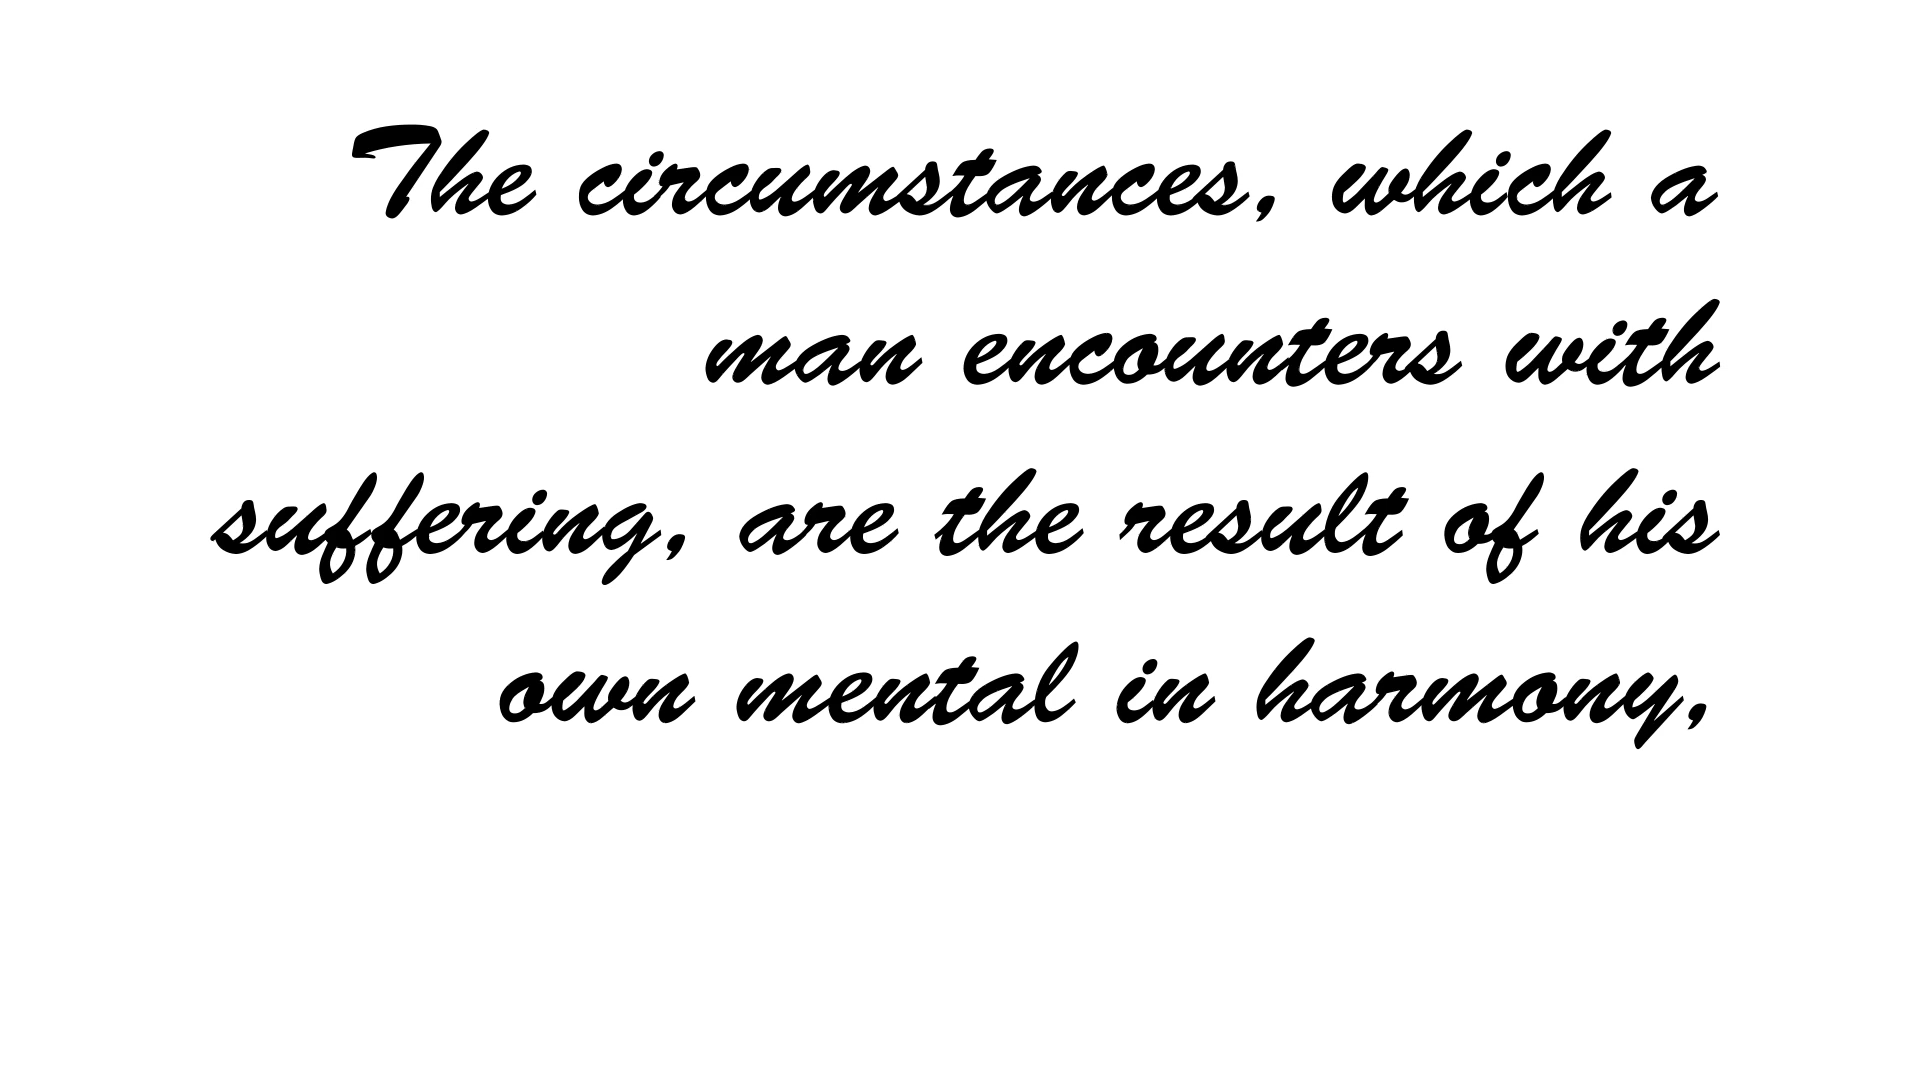 The circumstances, which a
man encounters with
suffering, are the result of his
own mental in harmony,